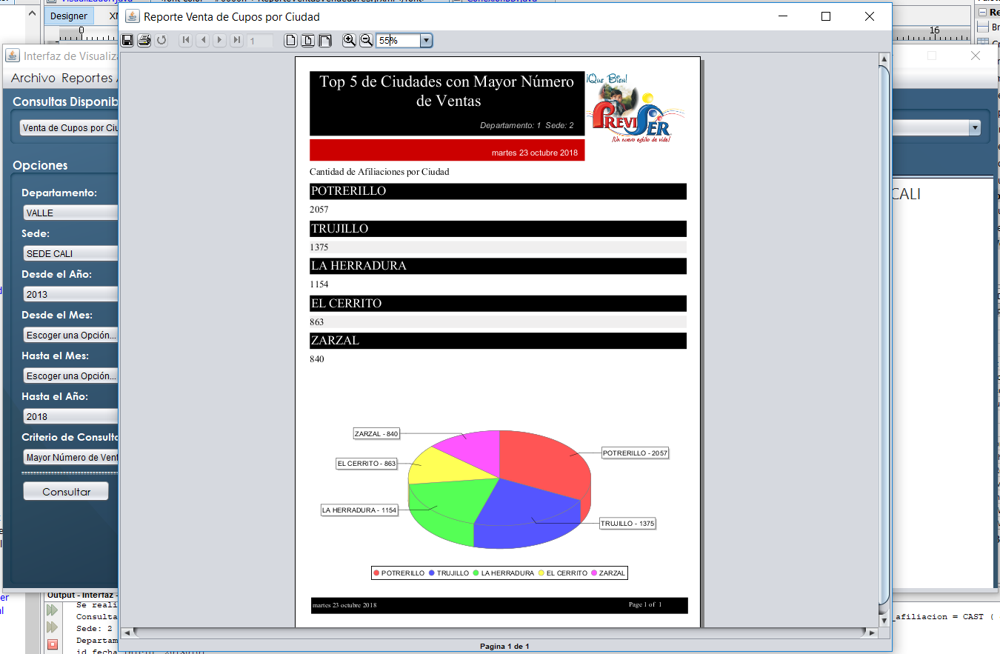 Designer
Reporte Venta de Cupos por Ciudad
0
16
1
55%
Interfaz de Visualiza
Archivo Reportes
Consultas Disponib
Venta de Cupos por Ciu
Opciones
Departamento:
VALLE
Sede:
SEDE CALI
Desde el Año:
2013
Desde el Mes:
Escoger una Opción...
Hasta el Mes:
Escoger una Opción...
Hasta el Año:
2018
Criterio de Consulta
Mayor Número de Vent
Consultar
CALI
Top 5 de Ciudades con Mayor Número
de Ventas
Departamento: 1 Sede: 2
martes 23 octubre 2018
¡Que Bien!
PREVISER
¡Un nuevo estilo de vida!
Cantidad de Afiliaciones por Ciudad
POTRERILLO
2057
TRUJILLO
1375
LA HERRADURA
1154
EL CERRITO
863
ZARZAL
840
ZARZAL - 840
POTRERILLO - 2057
EL CERRITO - 863
LA HERRADURA - 1154
TRUJILLO - 1375
POTRERILLO TRUJILLO LA HERRADURA EL CERRITO ZARZAL
martes 23 octubre 2018
Page 1 of 1
Pagina 1 de 1
Output - Interfaz -
Se reali
Consulta
Sede: 2
Departam
_afiliacion = CAST (